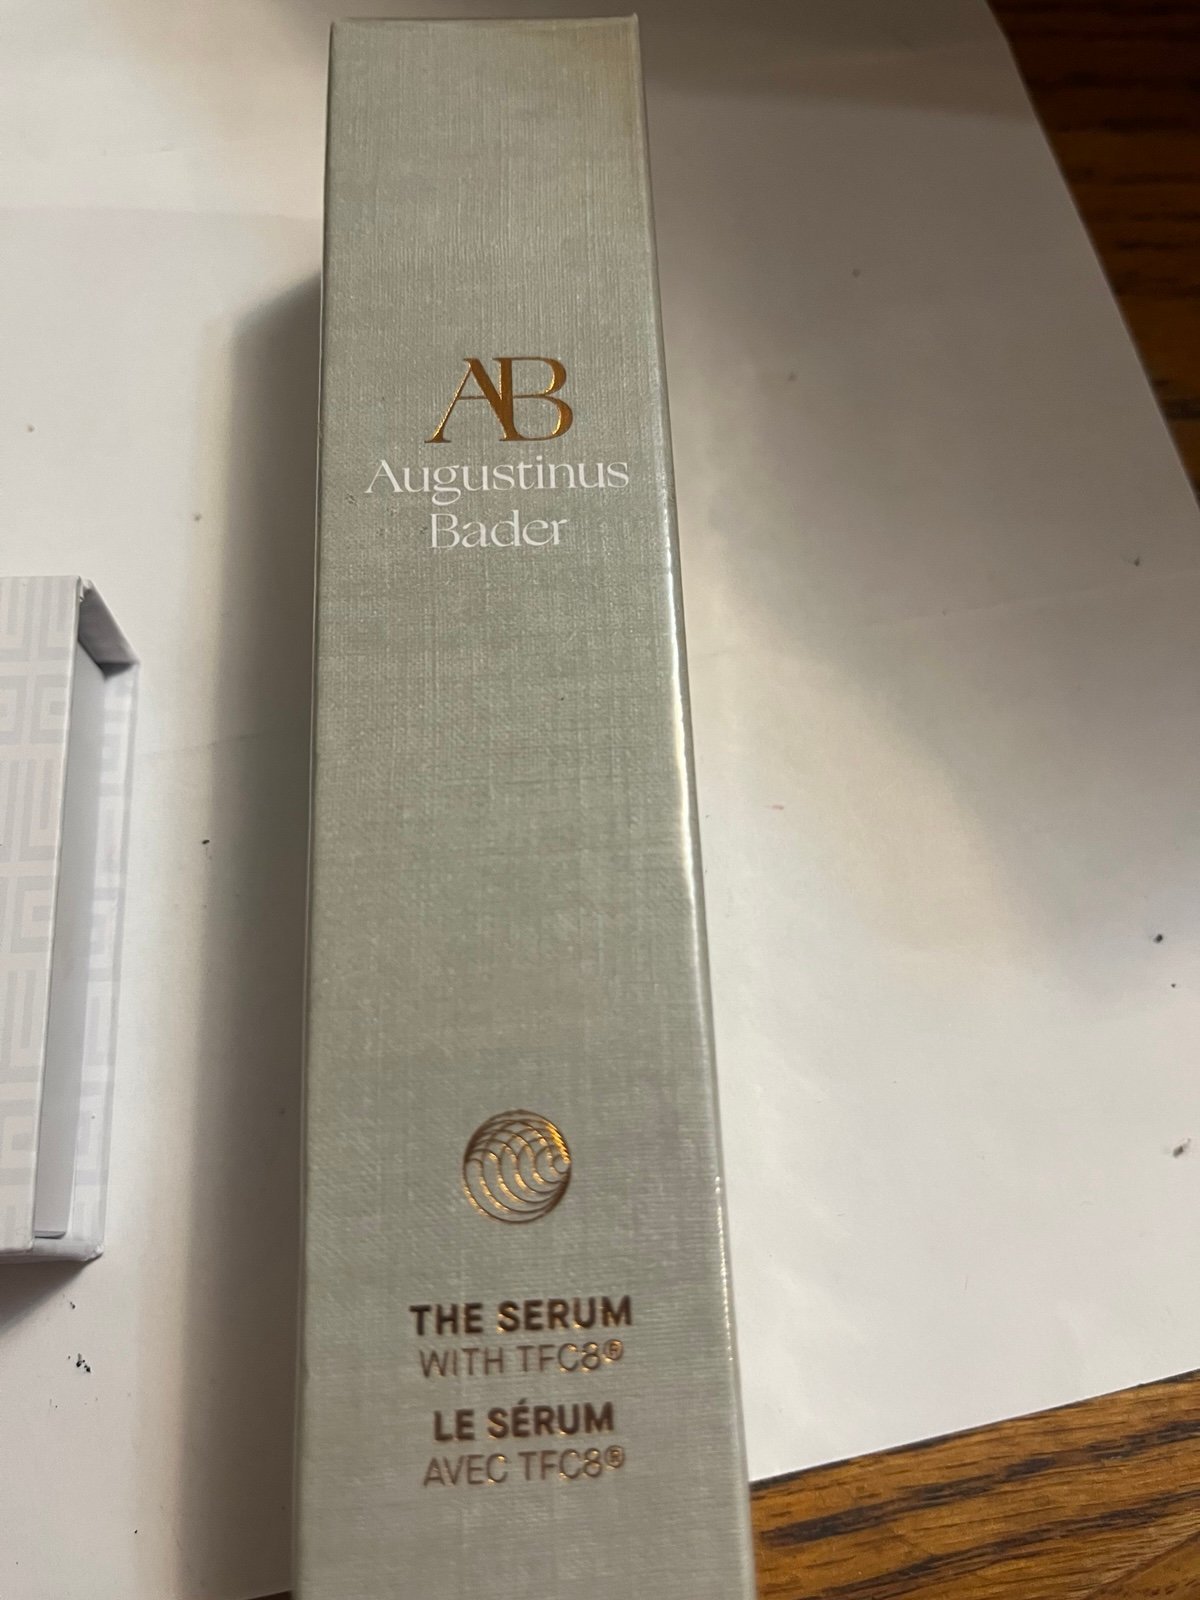 AB
Augustinus
Bader
THE SERUM
WITH TFC8®
LE SÉRUM
AVEC TFC8®